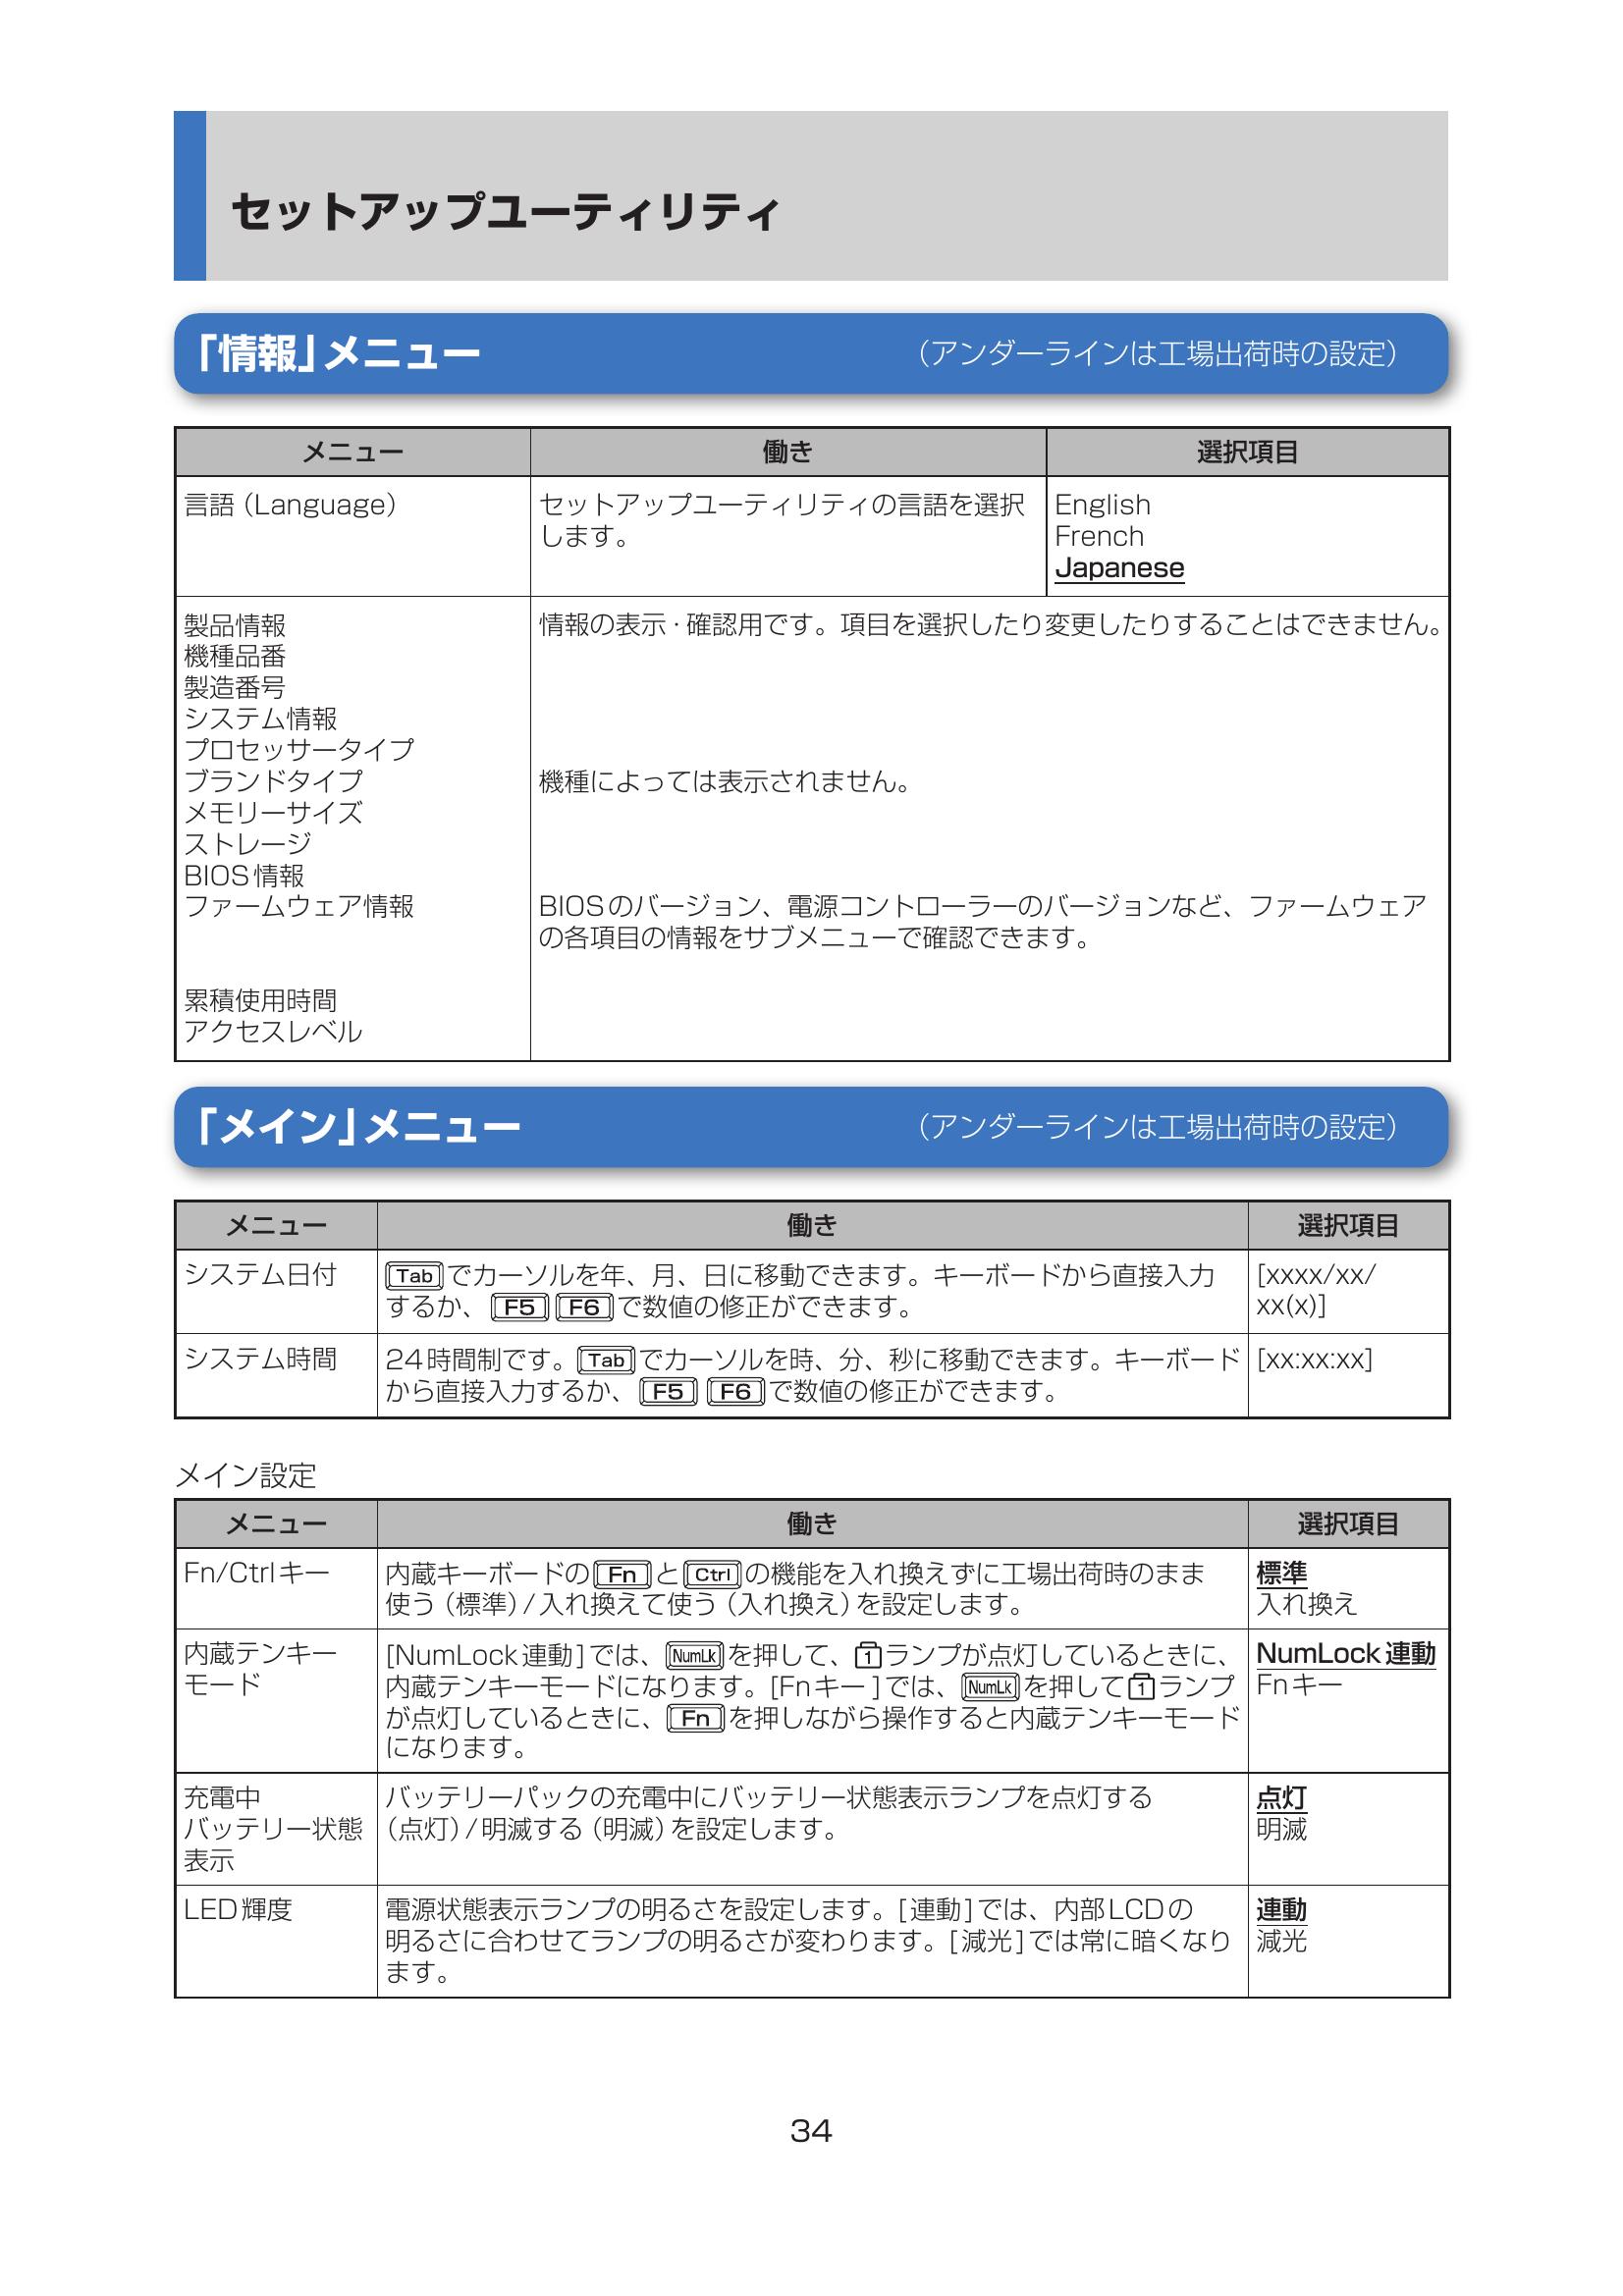 セットアップユーティリティ
「情報」メニュー (アンダーラインは工場出荷時の設定)
メニュー 働き 選択項目
言語 (Language) セットアップユーティリティの言語を選択 English
します。 French
Japanese
製品情報 情報の表示・確認用です。項目を選択したり変更したりすることはできません。
機種品番
製造番号
システム情報
プロセッサータイプ
ブランドタイプ 機種によっては表示されません。
メモリーサイズ
ストレージ
BIOS情報
ファームウェア情報 BIOSのバージョン、電源コントローラーのバージョンなど、ファームウェア
の各項目の情報をサブメニューで確認できます。
累積使用時間
アクセスレベル
「メイン」メニュー (アンダーラインは工場出荷時の設定)
メニュー 働き 選択項目
システム日付 Tab でカーソルを年、月、日に移動できます。キーボードから直接入力 [xxxx/xx/
するか、 F5 F6 で数値の修正ができます。 xx(x)]
システム時間 24時間制です。 Tab でカーソルを時、分、秒に移動できます。キーボード [xx:xx:xx]
から直接入力するか、 F5 F6 で数値の修正ができます。
メイン設定
メニュー 働き 選択項目
Fn/Ctrlキー 内蔵キーボードの Fn と Ctrl の機能を入れ換えずに工場出荷時のまま 標準
使う (標準) / 入れ換えて使う (入れ換え) を設定します。 入れ換え
内蔵テンキー [NumLock連動] では、 NumLk を押して、 1 ランプが点灯しているときに、 NumLock連動
モード 内蔵テンキーモードになります。[Fnキー] では、 NumLk を押して 1 ランプ Fnキー
が点灯しているときに、 Fn を押しながら操作すると内蔵テンキーモード
になります。
充電中 バッテリーパックの充電中にバッテリー状態表示ランプを点灯する 点灯
バッテリー状態 (点灯) / 明滅する (明滅) を設定します。 明滅
表示
LED輝度 電源状態表示ランプの明るさを設定します。[連動] では、内部LCDの 連動
明るさに合わせてランプの明るさが変わります。[減光] では常に暗くなり 減光
ます。
34